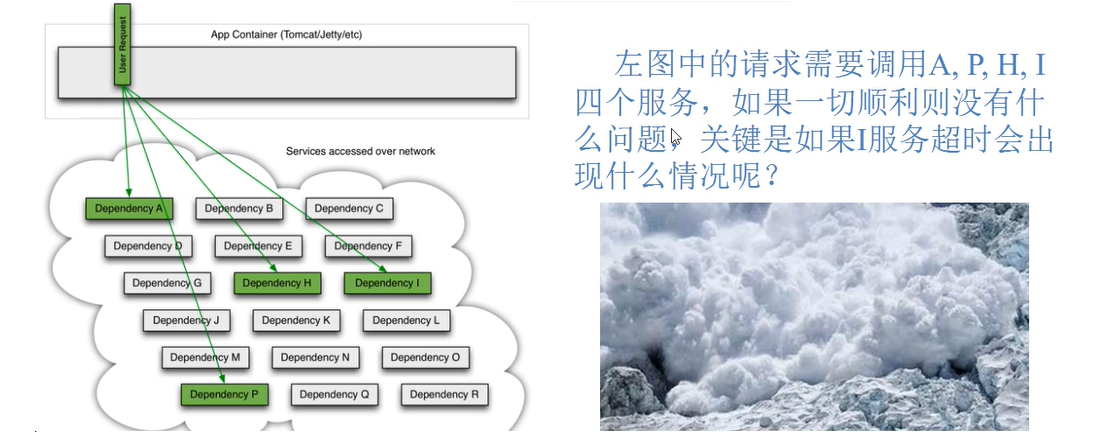 User Request
App Container (Tomcat/Jetty/etc)
Services accessed over network
Dependency A
Dependency B
Dependency C
Dependency D
Dependency E
Dependency F
Dependency G
Dependency H
Dependency I
Dependency J
Dependency K
Dependency L
Dependency M
Dependency N
Dependency O
Dependency P
Dependency Q
Dependency R
左图中的请求需要调用A, P, H, I
四个服务，如果一切顺利则没有什
么问题，关键是如果I服务超时会出
现什么情况呢？